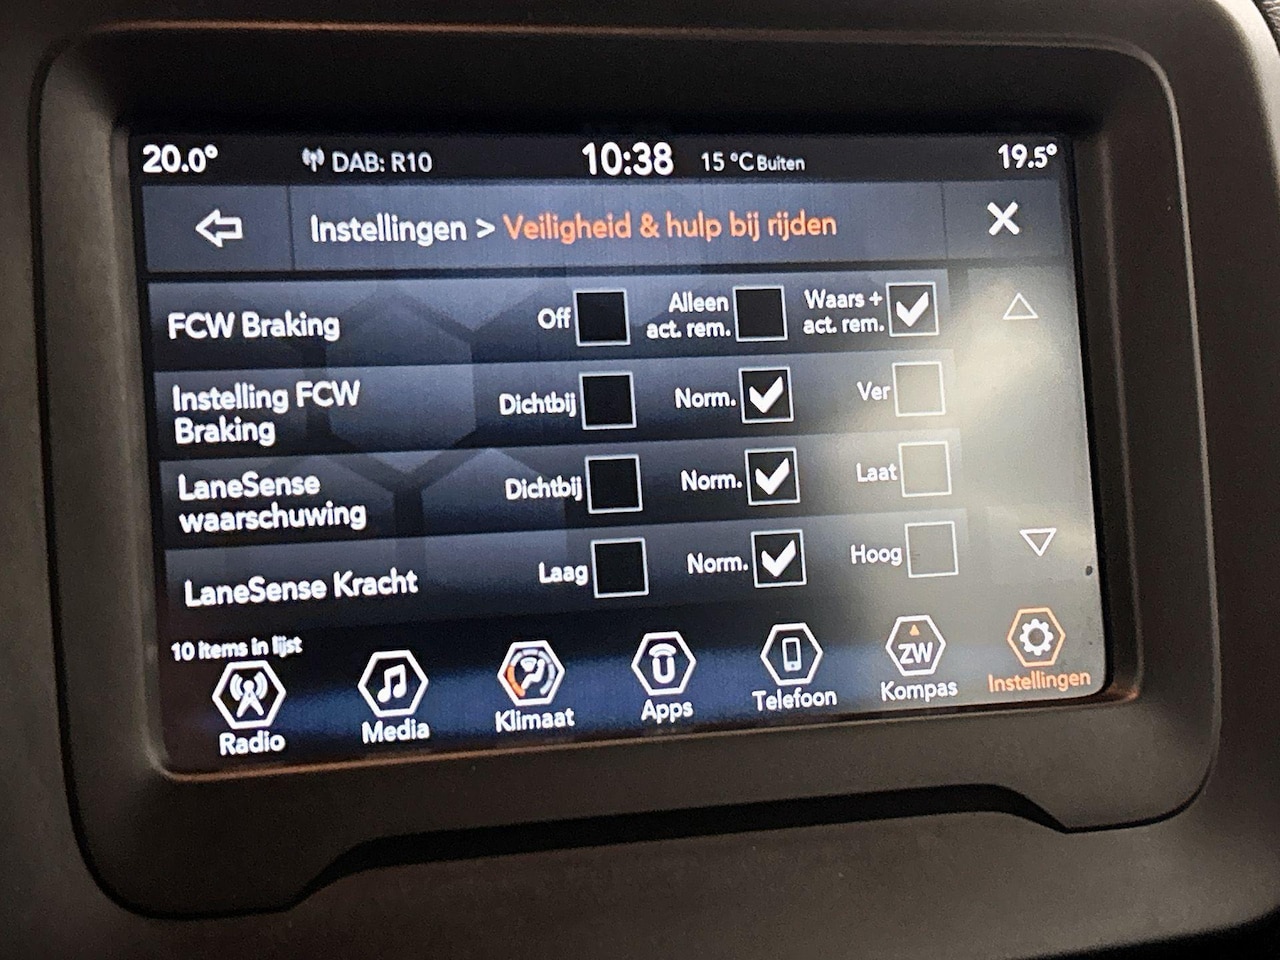 20.0° DAB: R10 10:38 15 °C Buiten 19.5°
Instellingen > Veiligheid & hulp bij rijden
FCW Braking Off Alleen act. rem. Waars + act. rem.
Instelling FCW
Braking Dichtbij Norm. Ver
LaneSense
waarschuwing Dichtbij Norm. Laat
LaneSense Kracht Laag Norm. Hoog
10 items in lijst
ZW
Radio Media Klimaat Apps Telefoon Kompas Instellingen